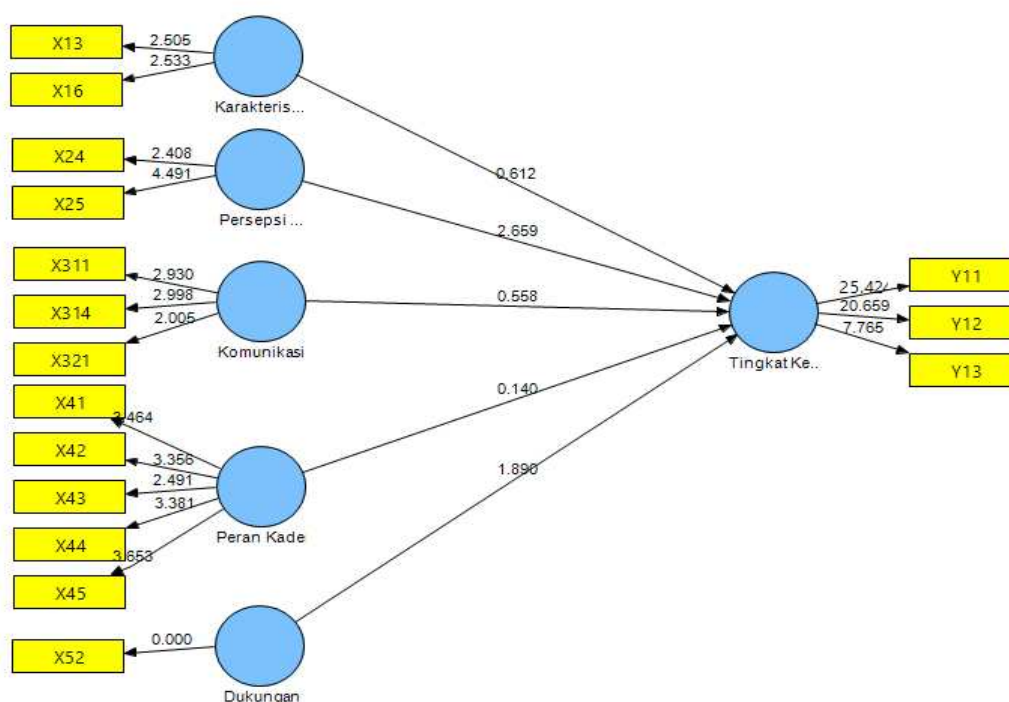 X13
2.505
X16
2.533
Karakteris...
X24
2.408
X25
4.491
Persepsi ...
X311
2.930
X314
2.998
X321
2.005
Komunikasi
X41
3.464
X42
3.356
X43
2.491
X44
3.381
X45
3.653
Peran Kade
X52
0.000
Dukungan
0.612
2.659
0.558
0.140
1.890
Tingkat Ke..
Y11
Y12
20.659
Y13
7.765